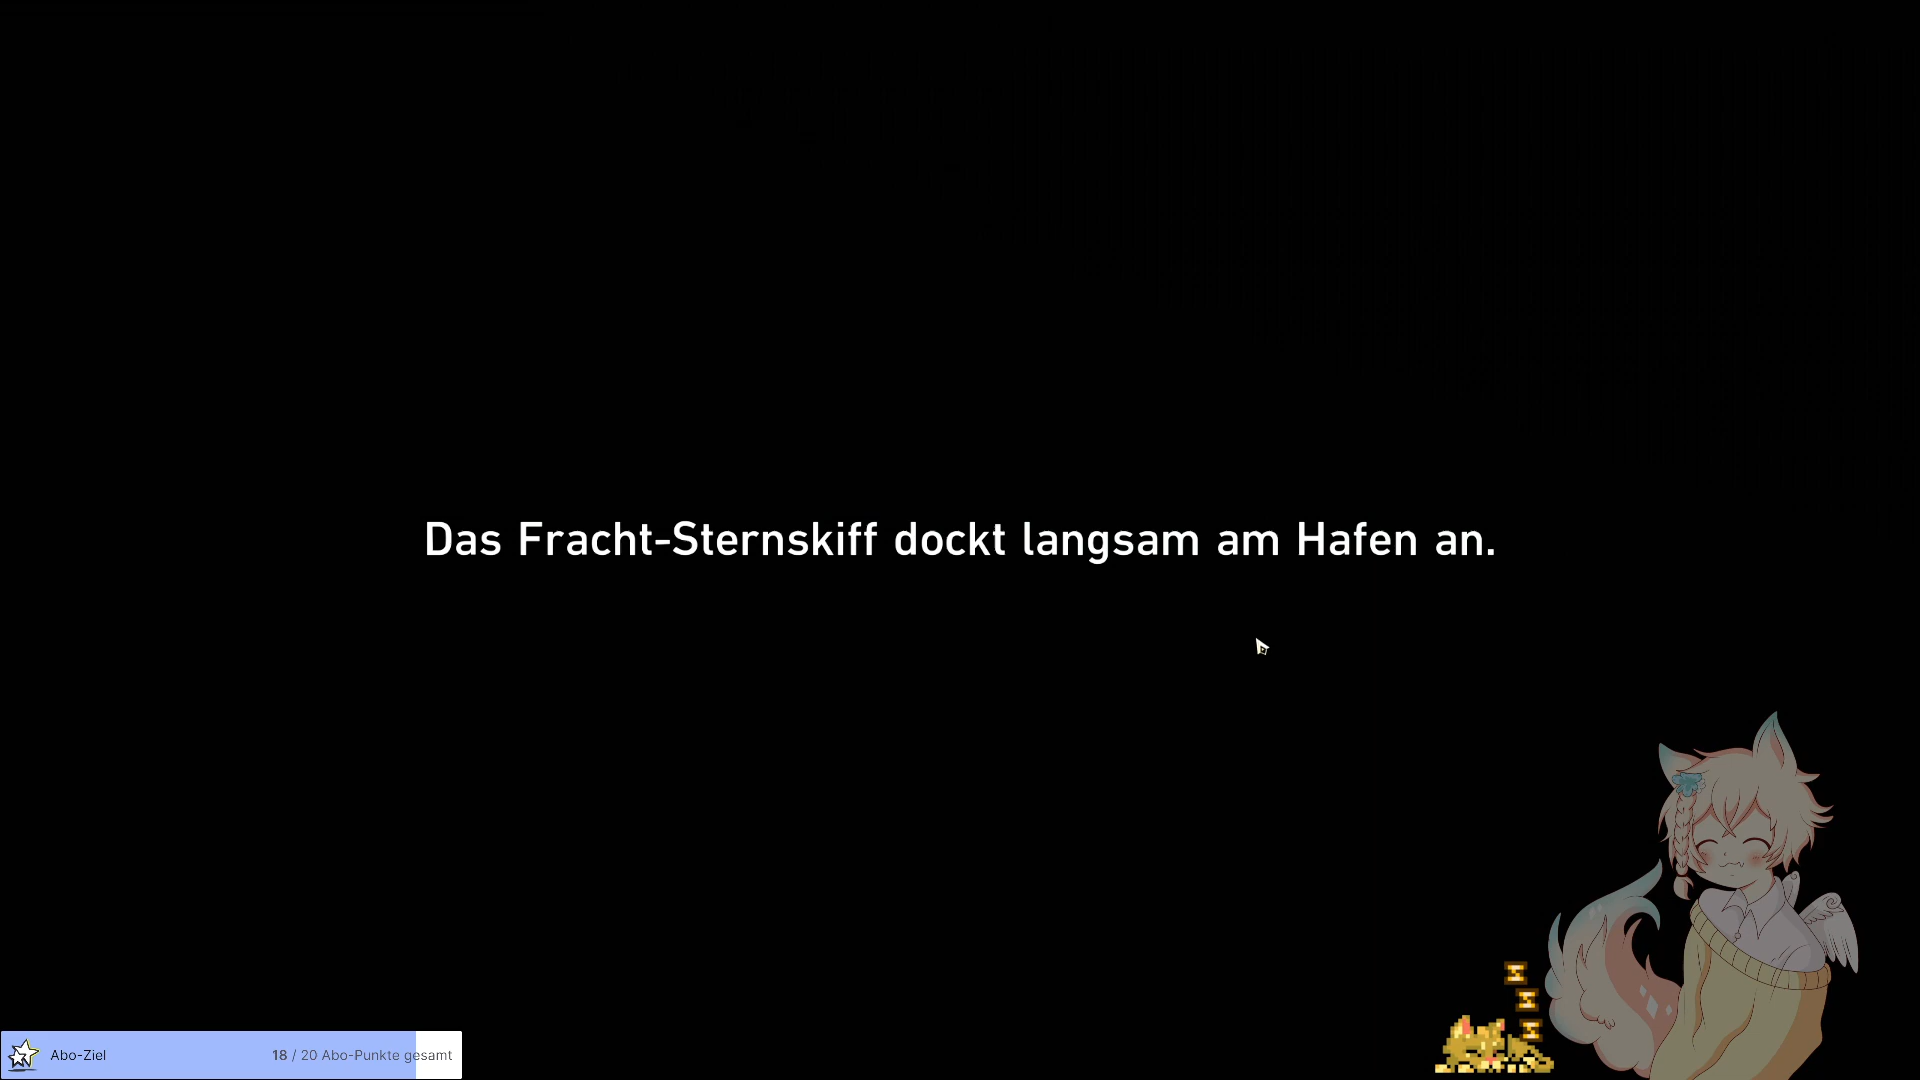 Das Fracht-Sternskiff dockt langsam am Hafen an.
Abo-Ziel 18 / 20 Abo-Punkte gesamt